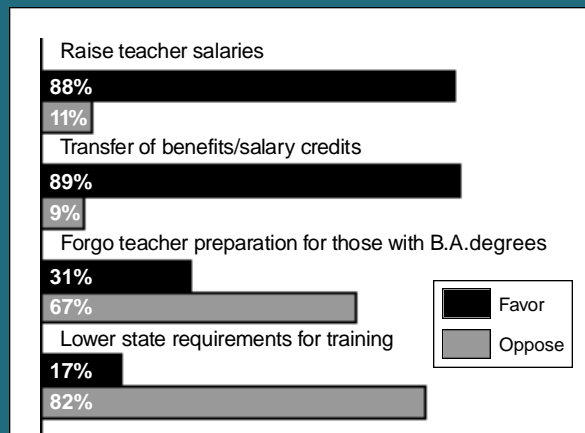 Raise teacher salaries
88%
11%
Transfer of benefits/salary credits
89%
9%
Forgo teacher preparation for those with B.A.degrees
31%
67%
Favor
Oppose
Lower state requirements for training
17%
82%